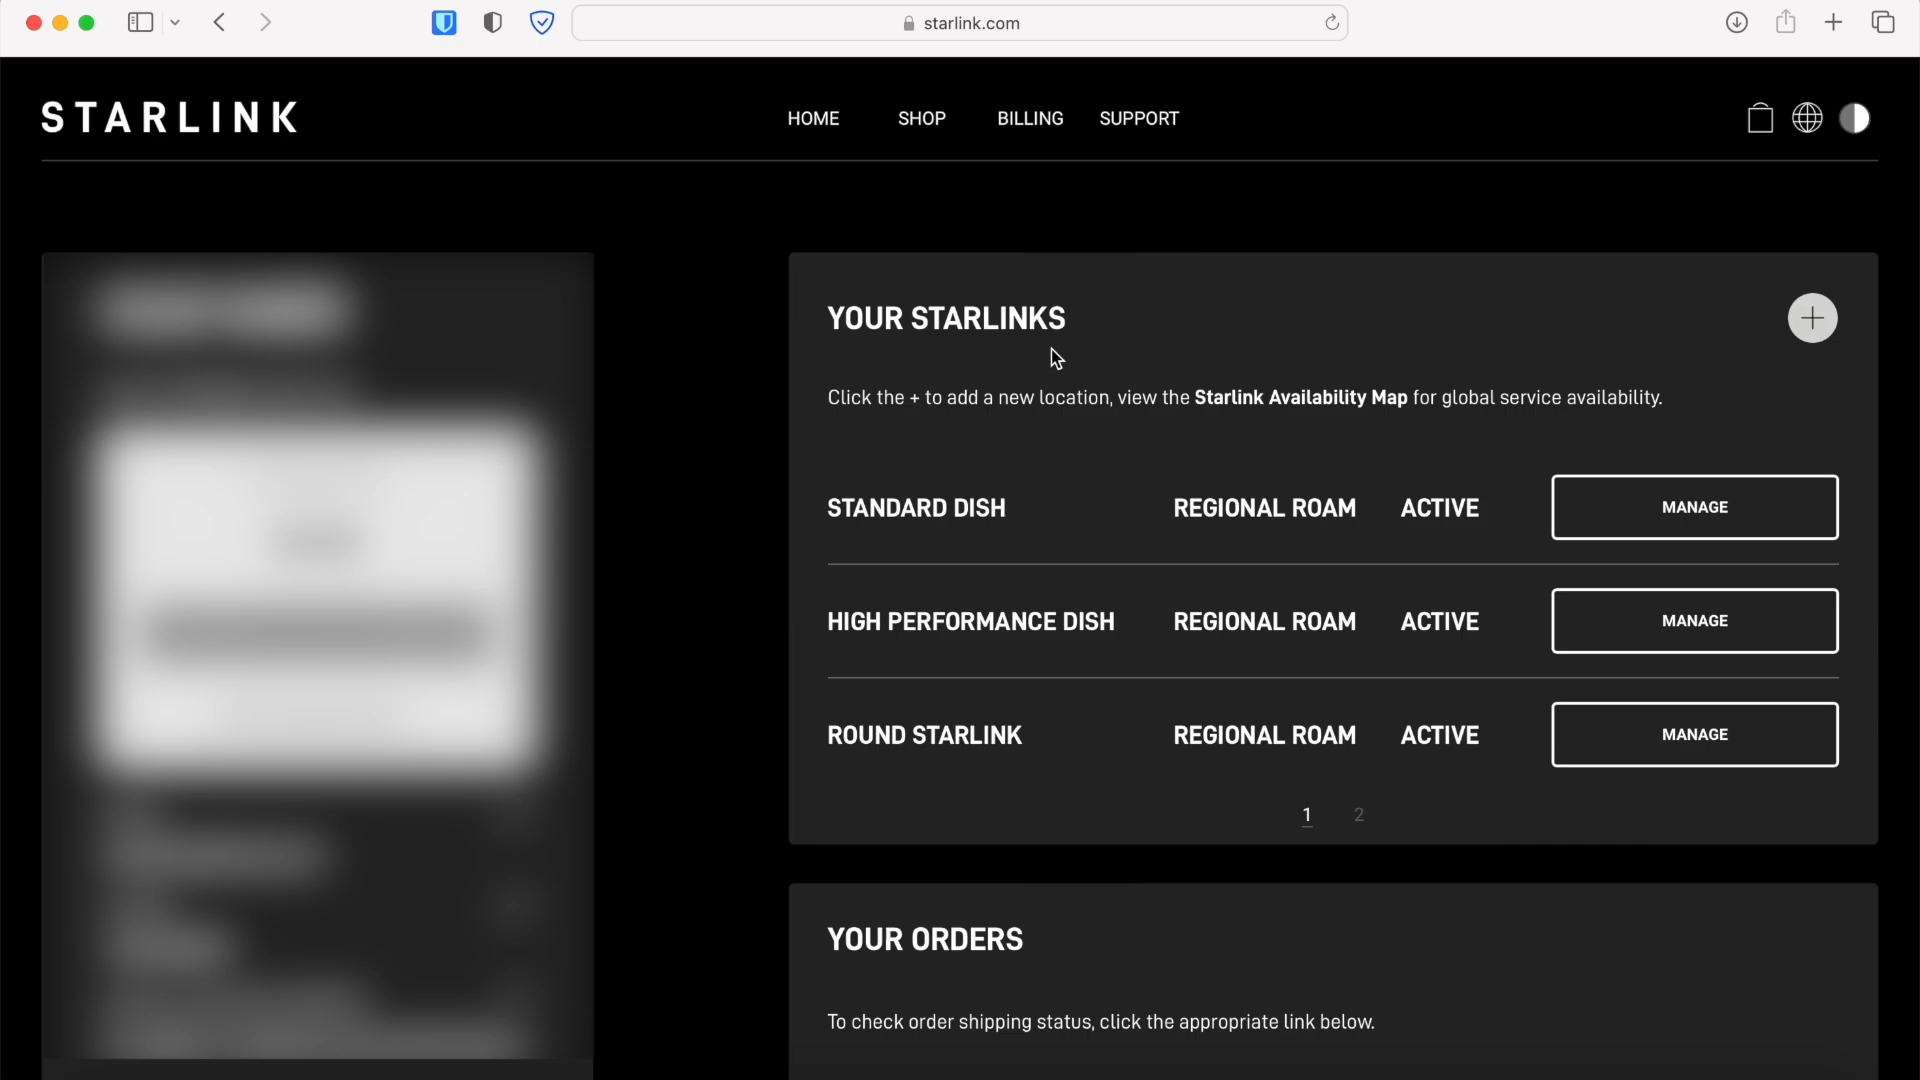 starlink.com
STARLINK
HOME SHOP BILLING SUPPORT
YOUR STARLINKS
Click the + to add a new location, view the Starlink Availability Map for global service availability.
STANDARD DISH REGIONAL ROAM ACTIVE MANAGE
HIGH PERFORMANCE DISH REGIONAL ROAM ACTIVE MANAGE
ROUND STARLINK REGIONAL ROAM ACTIVE MANAGE
1 2
YOUR ORDERS
To check order shipping status, click the appropriate link below.